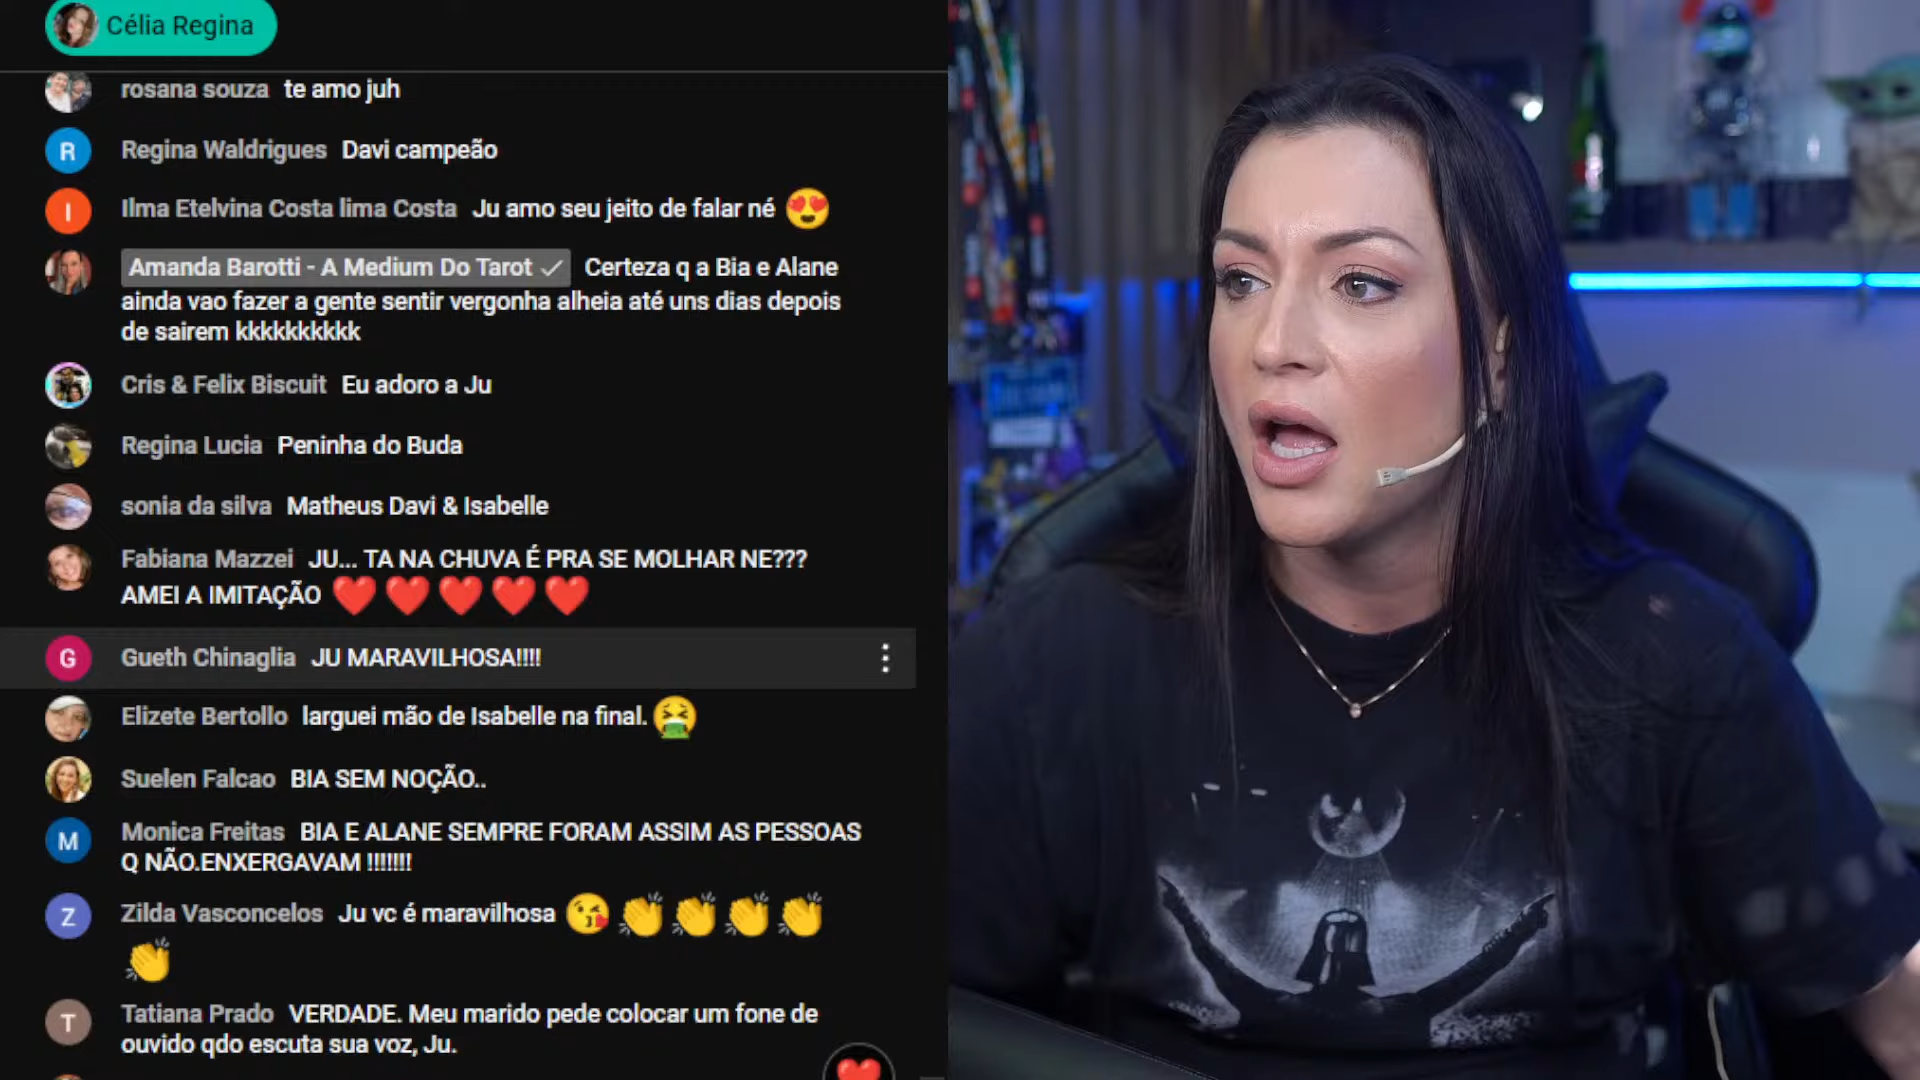 Célia Regina
rosana souza te amo juh
Regina Waldrigues Davi campeão
Ilma Etelvina Costa lima Costa Ju amo seu jeito de falar né 😍
Amanda Barotti - A Medium Do Tarot ✓ Certeza q a Bia e Alane
ainda vao fazer a gente sentir vergonha alheia até uns dias depois
de sairem kkkkkkkkkk
Cris & Felix Biscuit Eu adoro a Ju
Regina Lucia Peninha do Buda
sonia da silva Matheus Davi & Isabelle
Fabiana Mazzei JU... TA NA CHUVA É PRA SE MOLHAR NE???
AMEI A IMITAÇÃO ❤️❤️❤️❤️❤️
G
Gueth Chinaglia JU MARAVILHOSA!!!!
Elizete Bertollo larguei mão de Isabelle na final. 🤮
Suelen Falcao BIA SEM NOÇÃO..
M
Monica Freitas BIA E ALANE SEMPRE FORAM ASSIM AS PESSOAS
Q NÃO.ENXERGAVAM !!!!!!!
Z
Zilda Vasconcelos Ju vc é maravilhosa 😘👏👏👏👏
👏
T
Tatiana Prado VERDADE. Meu marido pede colocar um fone de
ouvido qdo escuta sua voz, Ju.